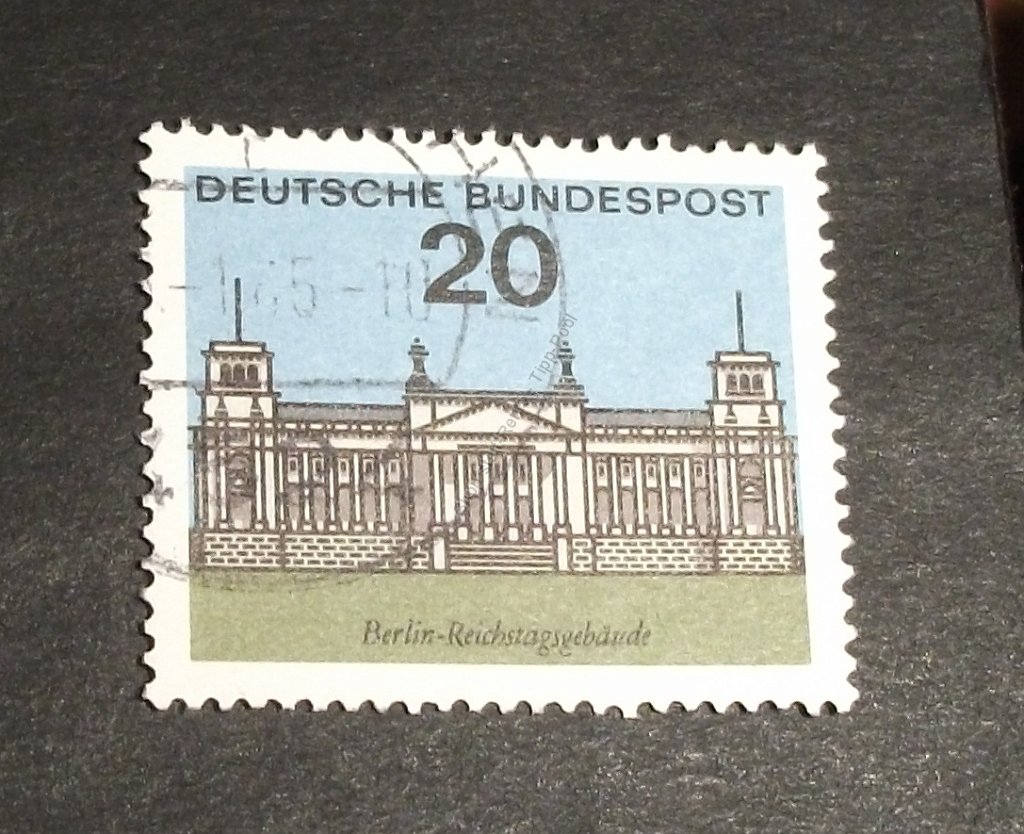 DEUTSCHE BUNDESPOST
20
Berlin-Reichstagsgebäude